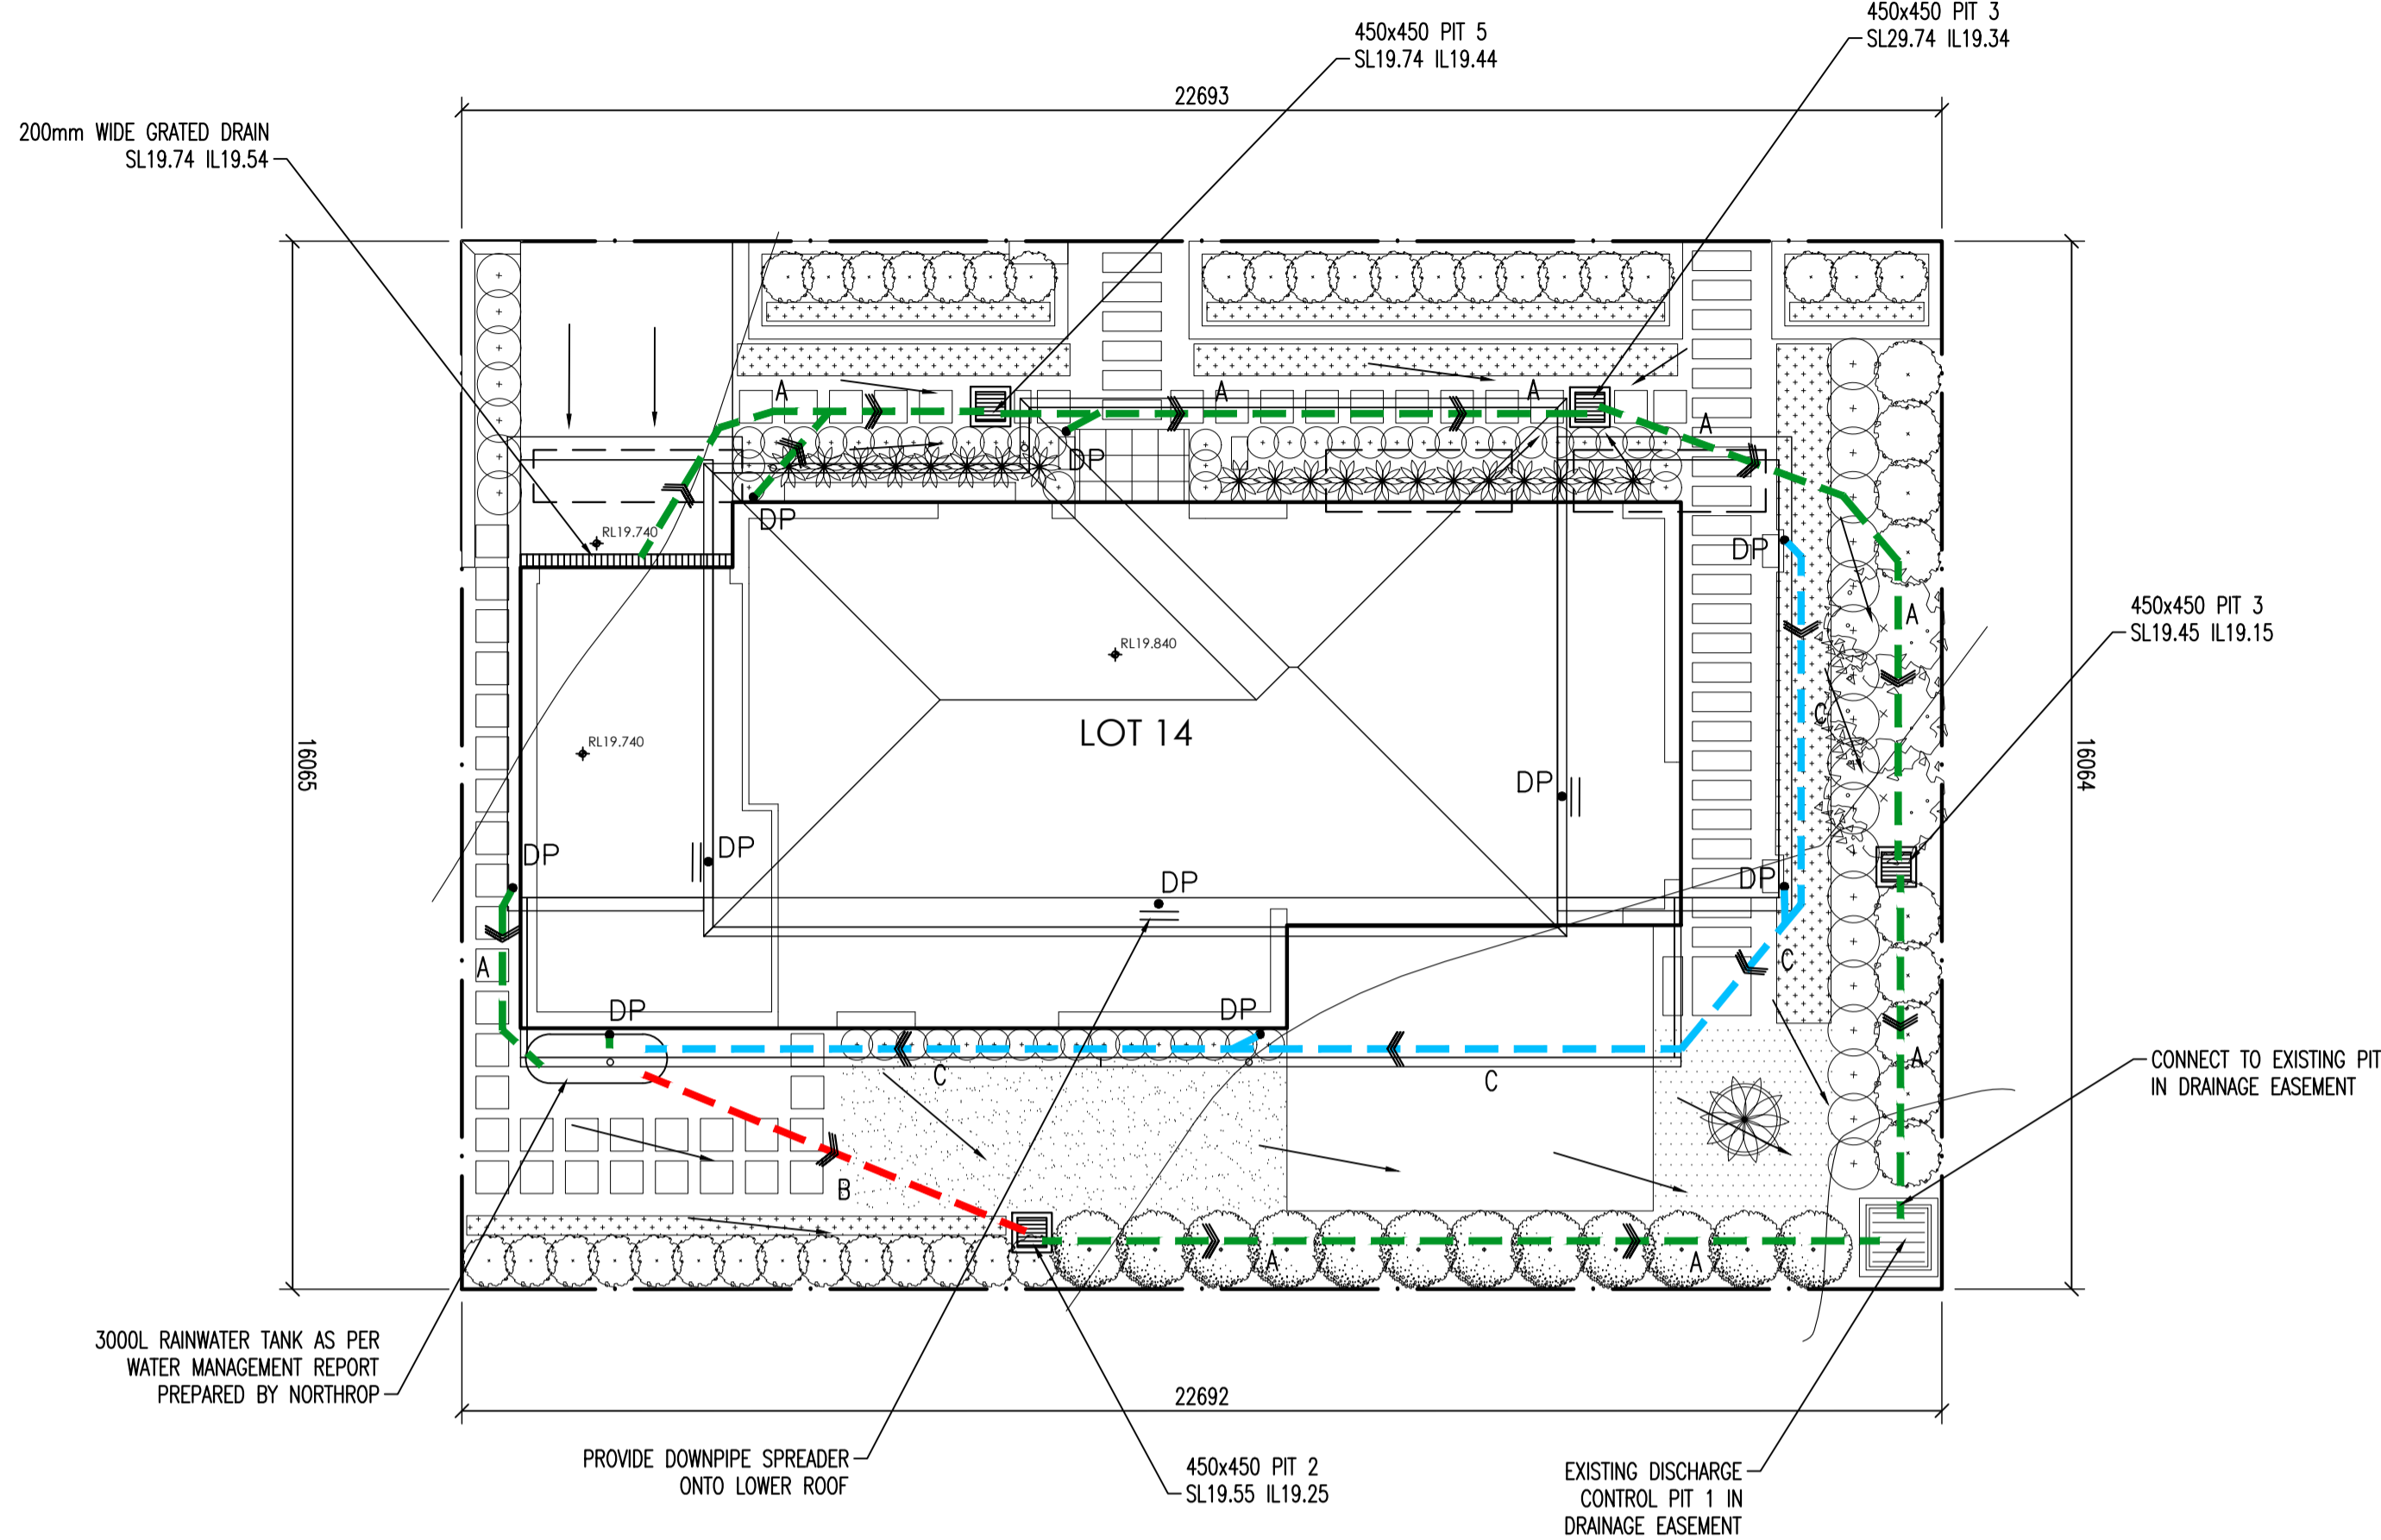 450x450 PIT 3
SL29.74 IL19.34
450x450 PIT 5
SL19.74 IL19.44
22693
200mm WIDE GRATED DRAIN
SL19.74 IL19.54
A
A
A
A
DP
DP
RL19.740
DP
A
450x450 PIT 3
SL19.45 IL19.15
RL19.840
C
LOT 14
RL19.740
16065
16064
DP
DP
DP
DP
DP
C
A
DP
DP
A
CONNECT TO EXISTING PIT
IN DRAINAGE EASEMENT
C
C
B
A
A
3000L RAINWATER TANK AS PER
WATER MANAGEMENT REPORT
PREPARED BY NORTHROP
22692
PROVIDE DOWNPIPE SPREADER
ONTO LOWER ROOF
450x450 PIT 2
SL19.55 IL19.25
EXISTING DISCHARGE
CONTROL PIT 1 IN
DRAINAGE EASEMENT